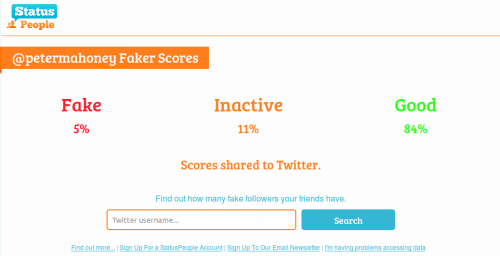 Status
People
@petermahoney Faker Scores
Fake Inactive Good
5% 11% 84%
Scores shared to Twitter.
Find out how many fake followers your friends have.
Twitter username... Search
Find out more... | Sign Up For a StatusPeople Account | Sign Up To Our Email Newsletter | I'm having problems accessing data